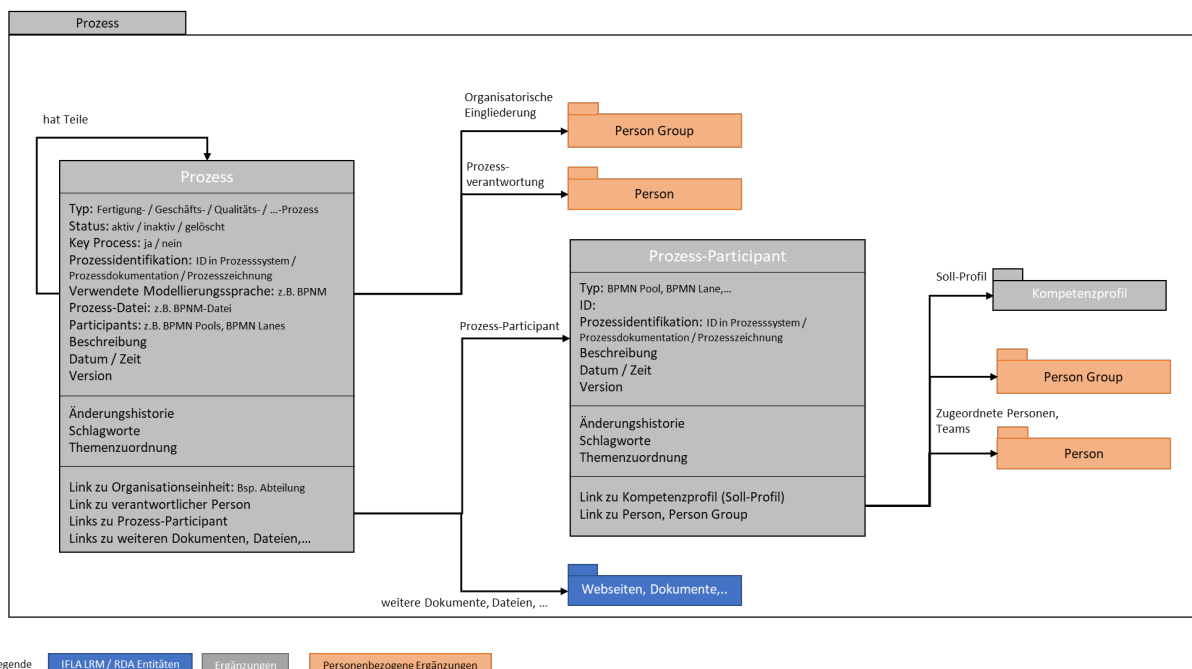 Prozess
hat Teile
Prozess
Typ: Fertigung- / Geschäfts- / Qualitäts- / ...-Prozess
Status: aktiv / inaktiv / gelöscht
Key Process: ja / nein
Prozessidentifikation: ID in Prozesssystem /
Prozessdokumentation / Prozesszeichnung
Verwendete Modellierungssprache: z.B. BPNM
Prozess-Datei: z.B. BPNM-Datei
Participants: z.B. BPMN Pools, BPMN Lanes
Beschreibung
Datum / Zeit
Version
Änderungshistorie
Schlagworte
Themenzuordnung
Link zu Organisationseinheit: Bsp. Abteilung
Link zu verantwortlicher Person
Links zu Prozess-Participant
Links zu weiteren Dokumenten, Dateien,...
Organisatorische
Eingliederung
Person Group
Prozess-
verantwortung
Person
Prozess-Participant
Prozess-Participant
Typ: BPMN Pool, BPMN Lane,...
ID:
Prozessidentifikation: ID in Prozesssystem /
Prozessdokumentation / Prozesszeichnung
Beschreibung
Datum / Zeit
Version
Änderungshistorie
Schlagworte
Themenzuordnung
Link zu Kompetenzprofil (Soll-Profil)
Link zu Person, Person Group
Soll-Profil
Kompetenzprofil
Person Group
Zugeordnete Personen,
Teams
Person
weitere Dokumente, Dateien, ...
Webseiten, Dokumente,..
egende
IFLA LRM / RDA Entitäten
Ergänzungen
Personenbezogene Ergänzungen